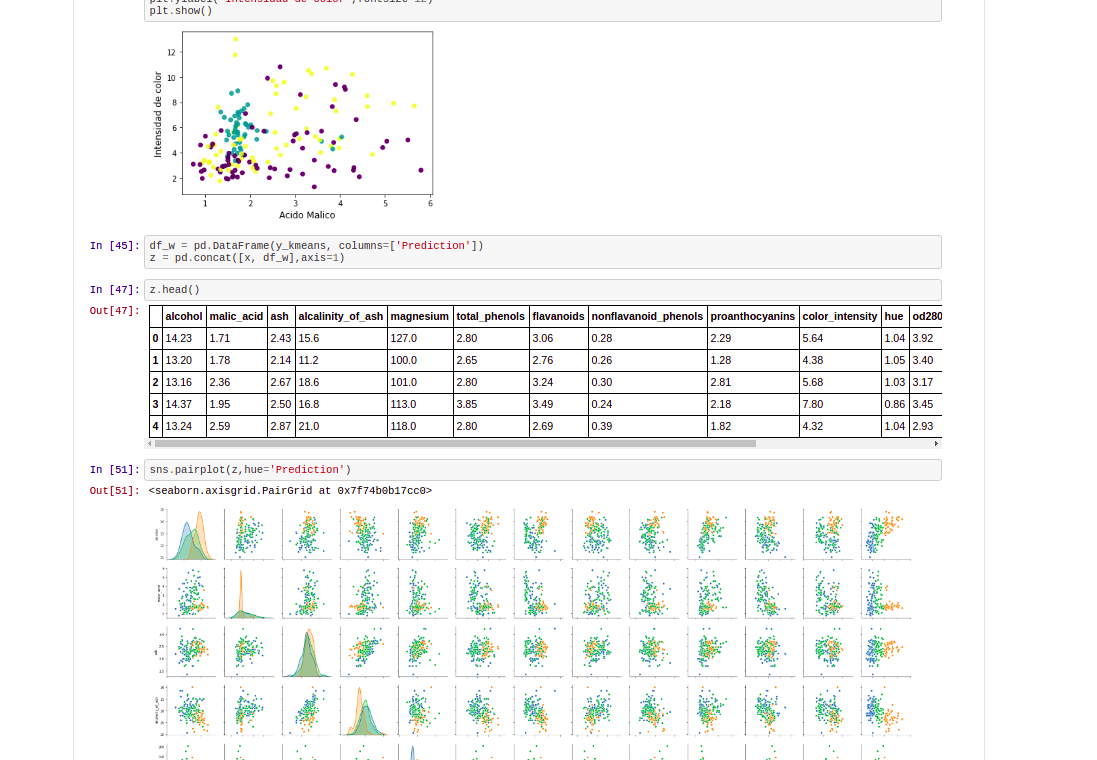 plt.show()
12
10
8
6
4
2
Intensidad de color
1 2 3 4 5 6
Acido Malico
In [45]: df_w = pd.DataFrame(y_kmeans, columns=['Prediction'])
z = pd.concat([x, df_w],axis=1)
In [47]: z.head()
Out[47]:
alcohol malic_acid ash alcalinity_of_ash magnesium total_phenols flavanoids nonflavanoid_phenols proanthocyanins color_intensity hue od280
0 14.23 1.71 2.43 15.6 127.0 2.80 3.06 0.28 2.29 5.64 1.04 3.92
1 13.20 1.78 2.14 11.2 100.0 2.65 2.76 0.26 1.28 4.38 1.05 3.40
2 13.16 2.36 2.67 18.6 101.0 2.80 3.24 0.30 2.81 5.68 1.03 3.17
3 14.37 1.95 2.50 16.8 113.0 3.85 3.49 0.24 2.18 7.80 0.86 3.45
4 13.24 2.59 2.87 21.0 118.0 2.80 2.69 0.39 1.82 4.32 1.04 2.93
In [51]: sns.pairplot(z,hue='Prediction')
Out[51]: <seaborn.axisgrid.PairGrid at 0x7f74b0b17cc0>